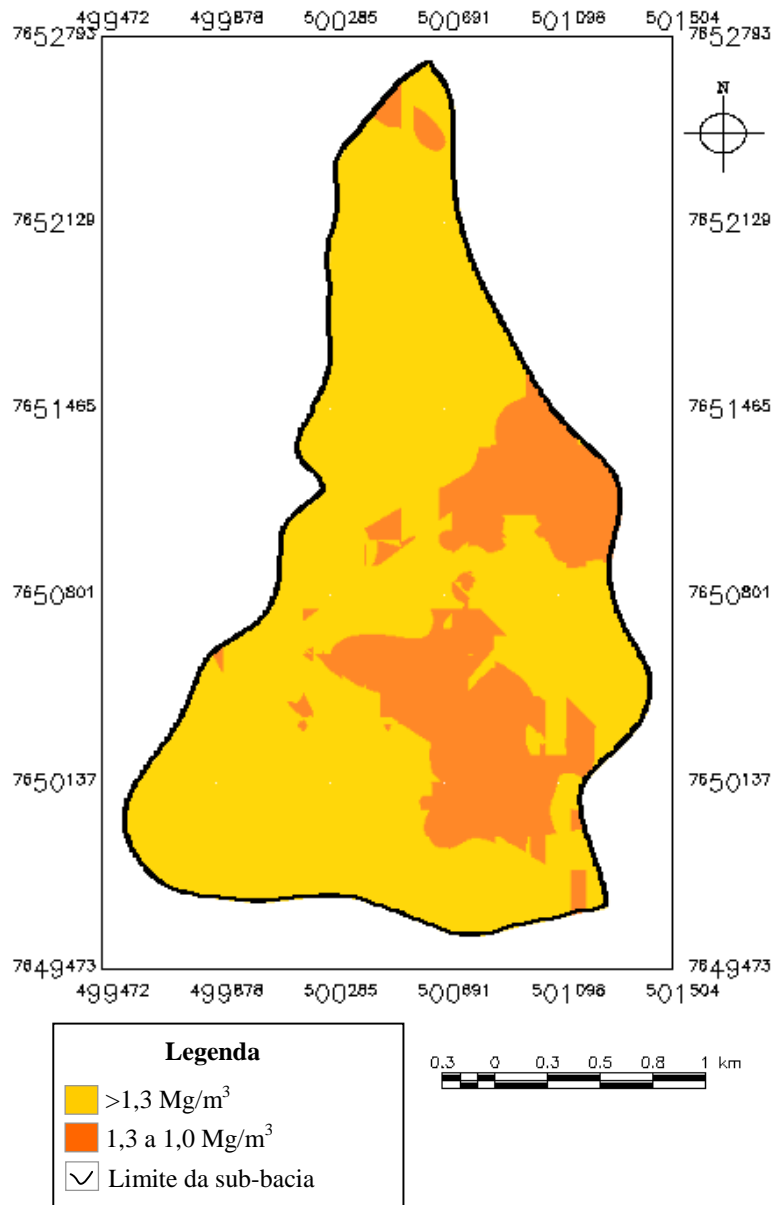 499472 499878 500285 500691 501098 501504
7652793 7652793
N
7652129 7652129
7651465 7651465
7650801 7650801
7650137 7650137
7649473 7649473
499472 499878 500285 500691 501098 501504
Legenda
>1,3 Mg/m³
1,3 a 1,0 Mg/m³
Limite da sub-bacia
0.3 0 0.3 0.5 0.8 1 km